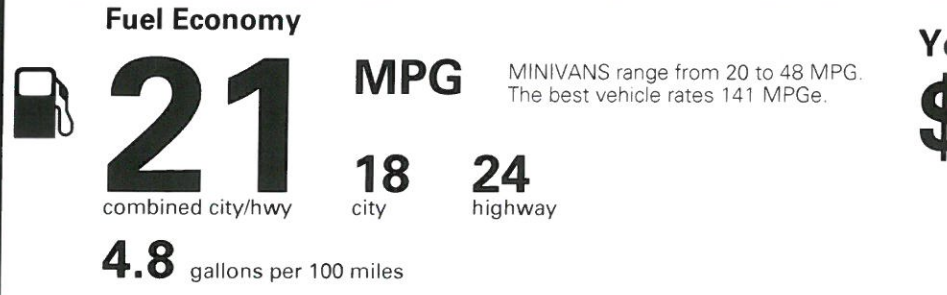 Fuel Economy
21
MPG
MINIVANS range from 20 to 48 MPG.
The best vehicle rates 141 MPGe.
combined city/hwy
18
city
24
highway
4.8 gallons per 100 miles
$